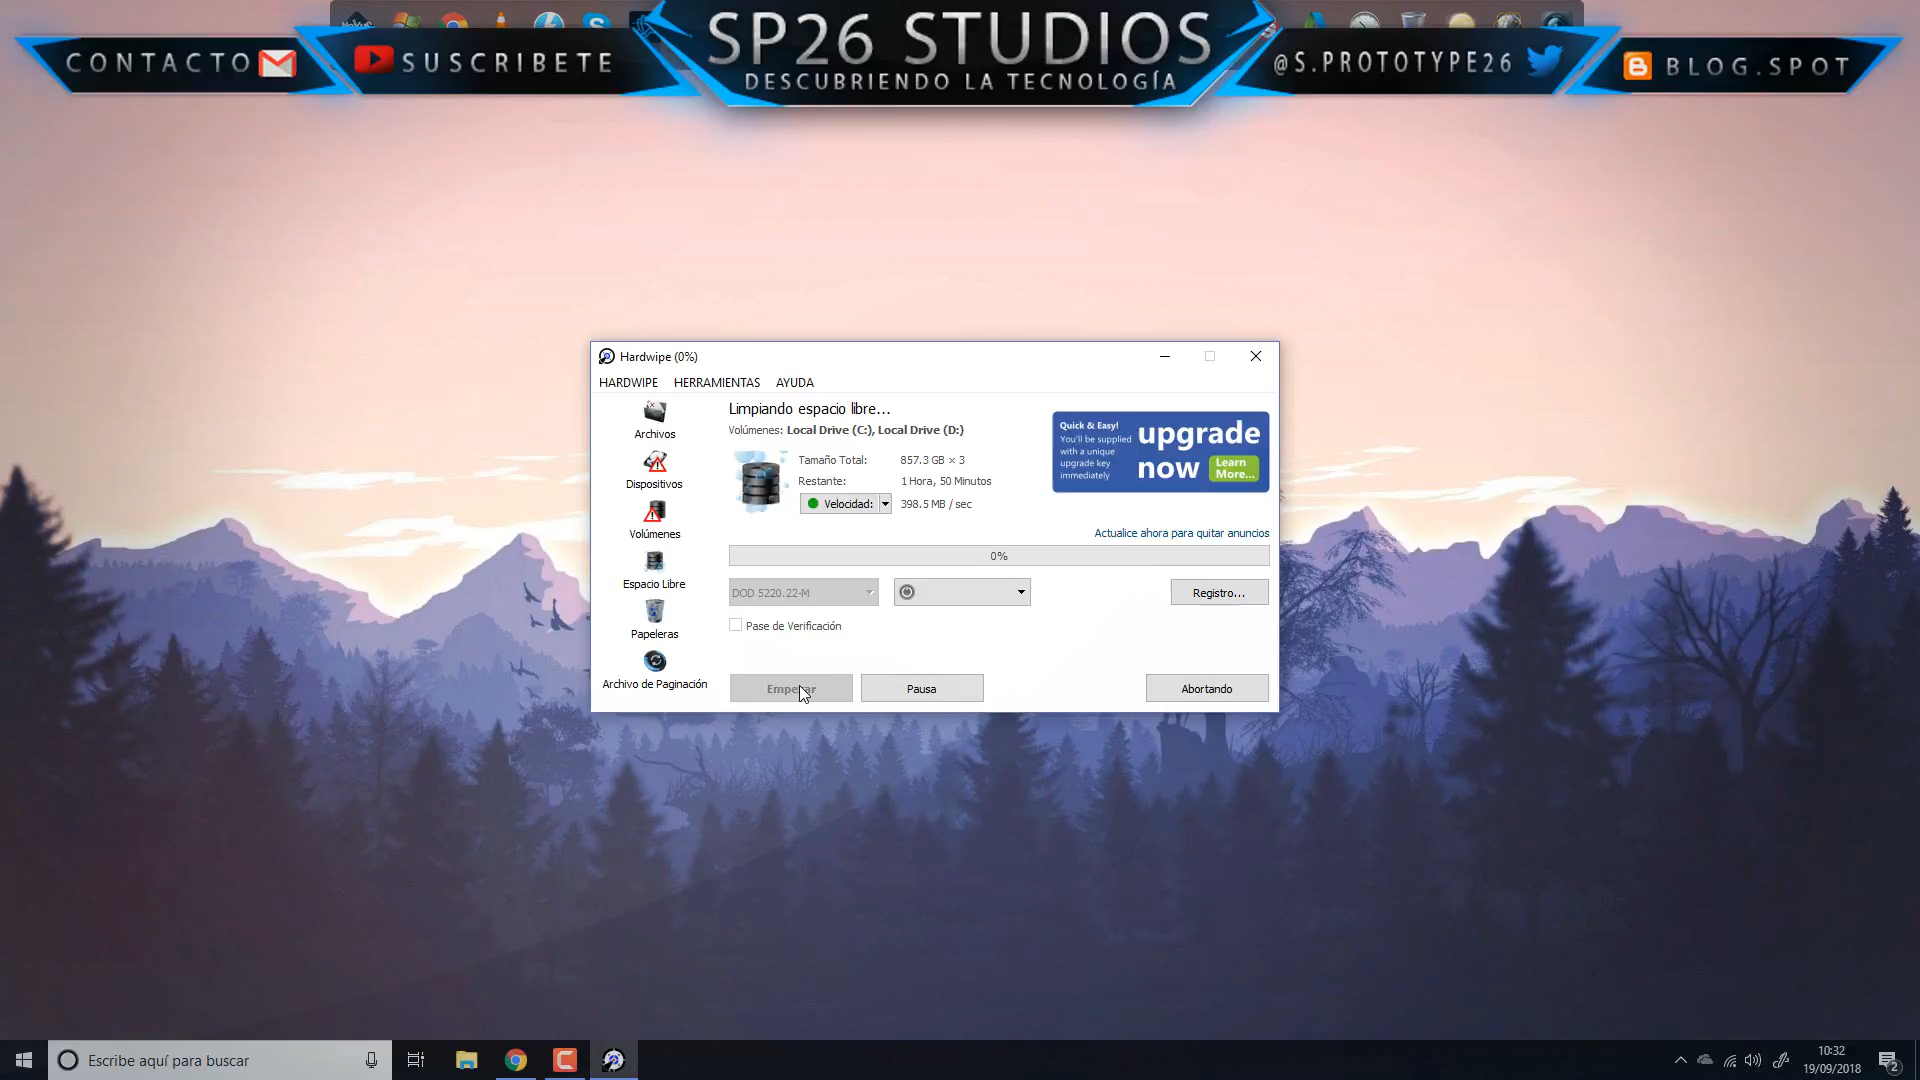 SP26 STUDIOS
DESCUBRIENDO LA TECNOLOGÍA
CONTACTO
SUSCRIBETE
@S.PROTOTYPE26
BLOG.SPOT
Hardwipe (0%)
HARDWIPE HERRAMIENTAS AYUDA
Archivos
Dispositivos
Volúmenes
Espacio Libre
Papeleras
Archivo de Paginación
Limpiando espacio libre...
Volúmenes: Local Drive (C:), Local Drive (D:)
Tamaño Total: 857.3 GB × 3
Restante: 1 Hora, 50 Minutos
Velocidad: 398.5 MB / sec
Quick & Easy!
You'll be supplied
with a unique
upgrade key
immediately
upgrade
now
Learn
More...
Actualice ahora para quitar anuncios
0%
DOD 5220.22-M
Registro...
Pase de Verificación
Pausa
Abortando
Escribe aquí para buscar
10:32
19/09/2018
2